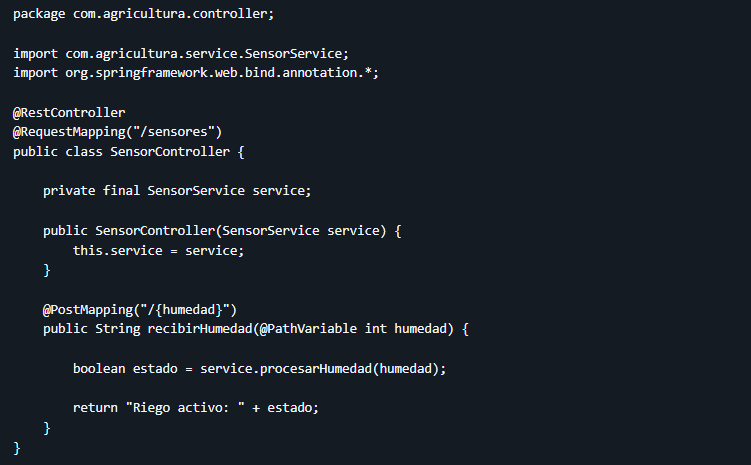 package com.agricultura.controller;

import com.agricultura.service.SensorService;
import org.springframework.web.bind.annotation.*;

@RestController
@RequestMapping("/sensores")
public class SensorController {

    private final SensorService service;

    public SensorController(SensorService service) {
        this.service = service;
    }

    @PostMapping("/{humedad}")
    public String recibirHumedad(@PathVariable int humedad) {

        boolean estado = service.procesarHumedad(humedad);

        return "Riego activo: " + estado;
    }
}